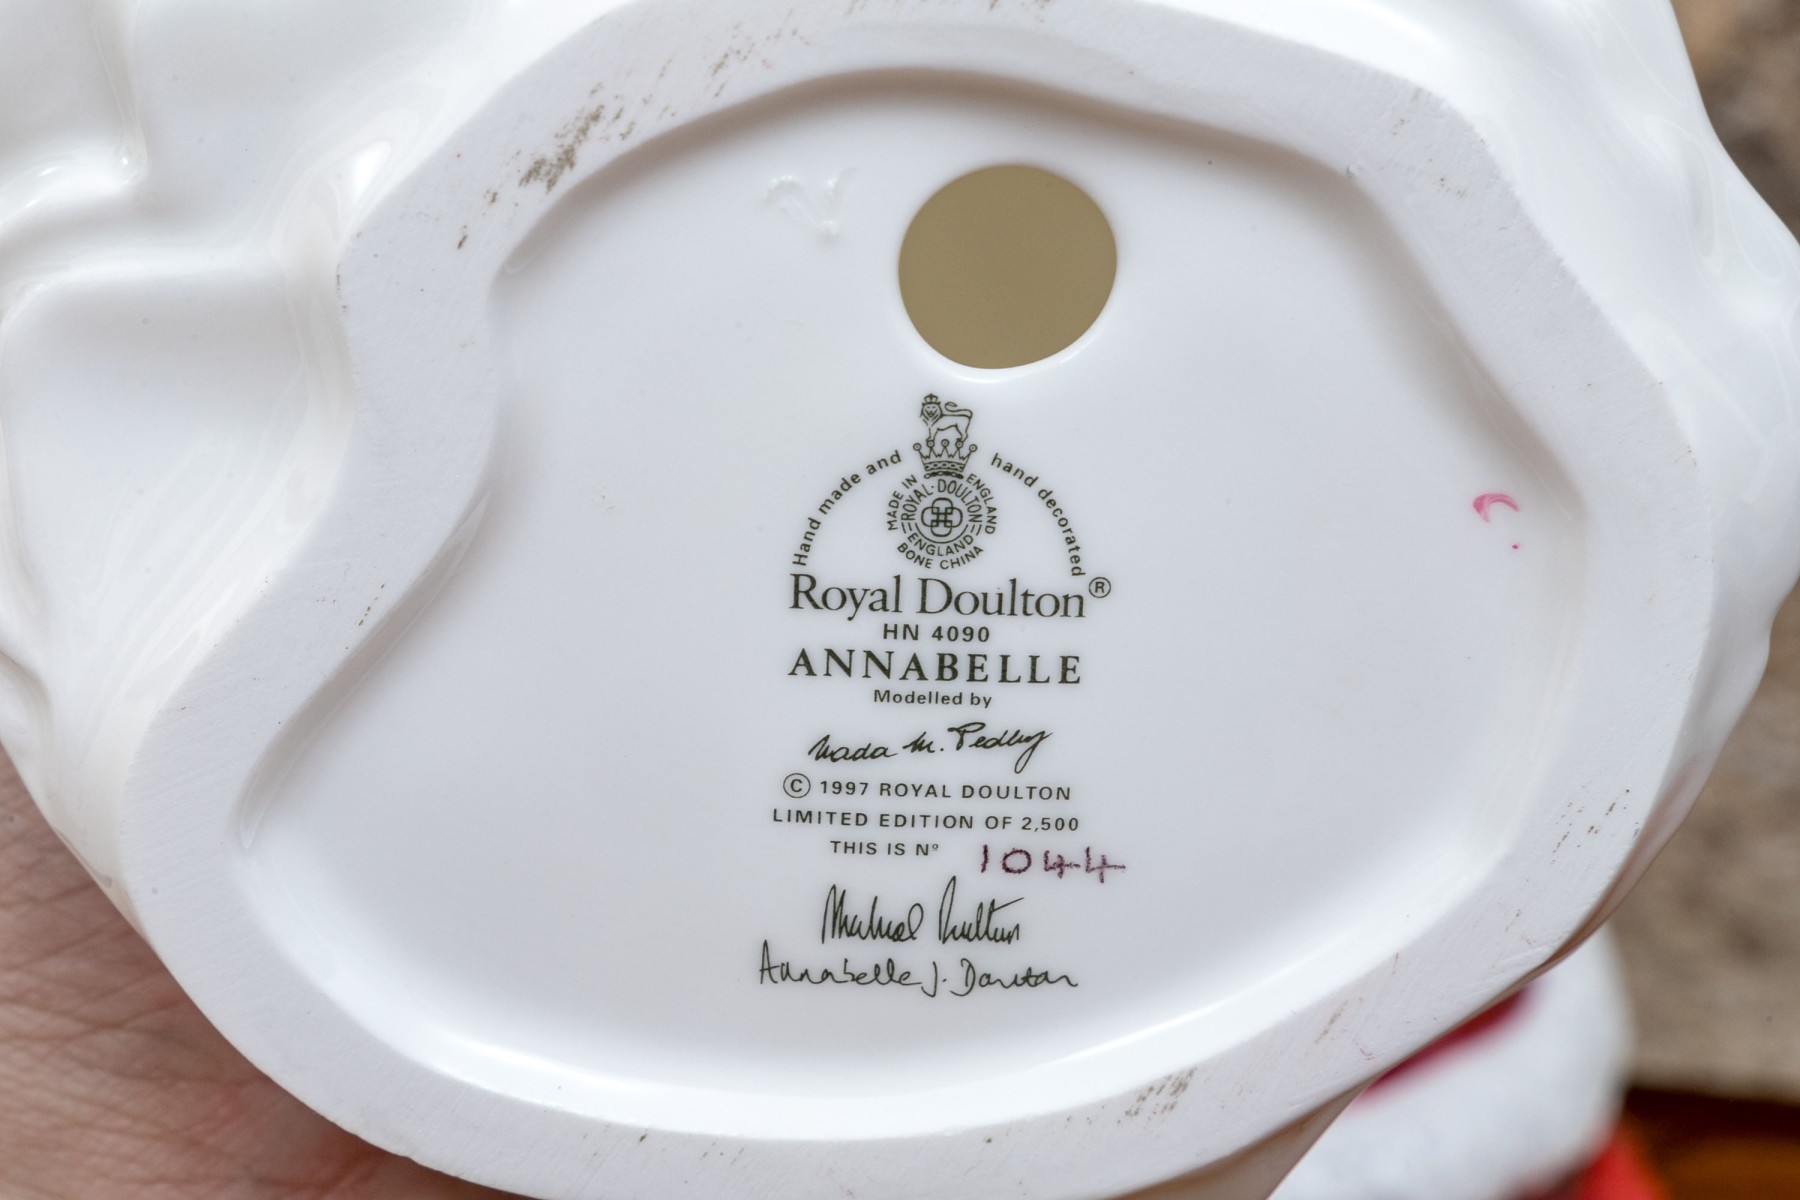 Hand made and hand decorated
MADE IN ENGLAND
ROYAL·DOULTON
ENGLAND
BONE CHINA
Royal Doulton®
HN 4090
ANNABELLE
Modelled by
Nada M. Pedley
© 1997 ROYAL DOULTON
LIMITED EDITION OF 2,500
THIS IS Nº 1044
Michael Doulton
Annabelle J. Doulton